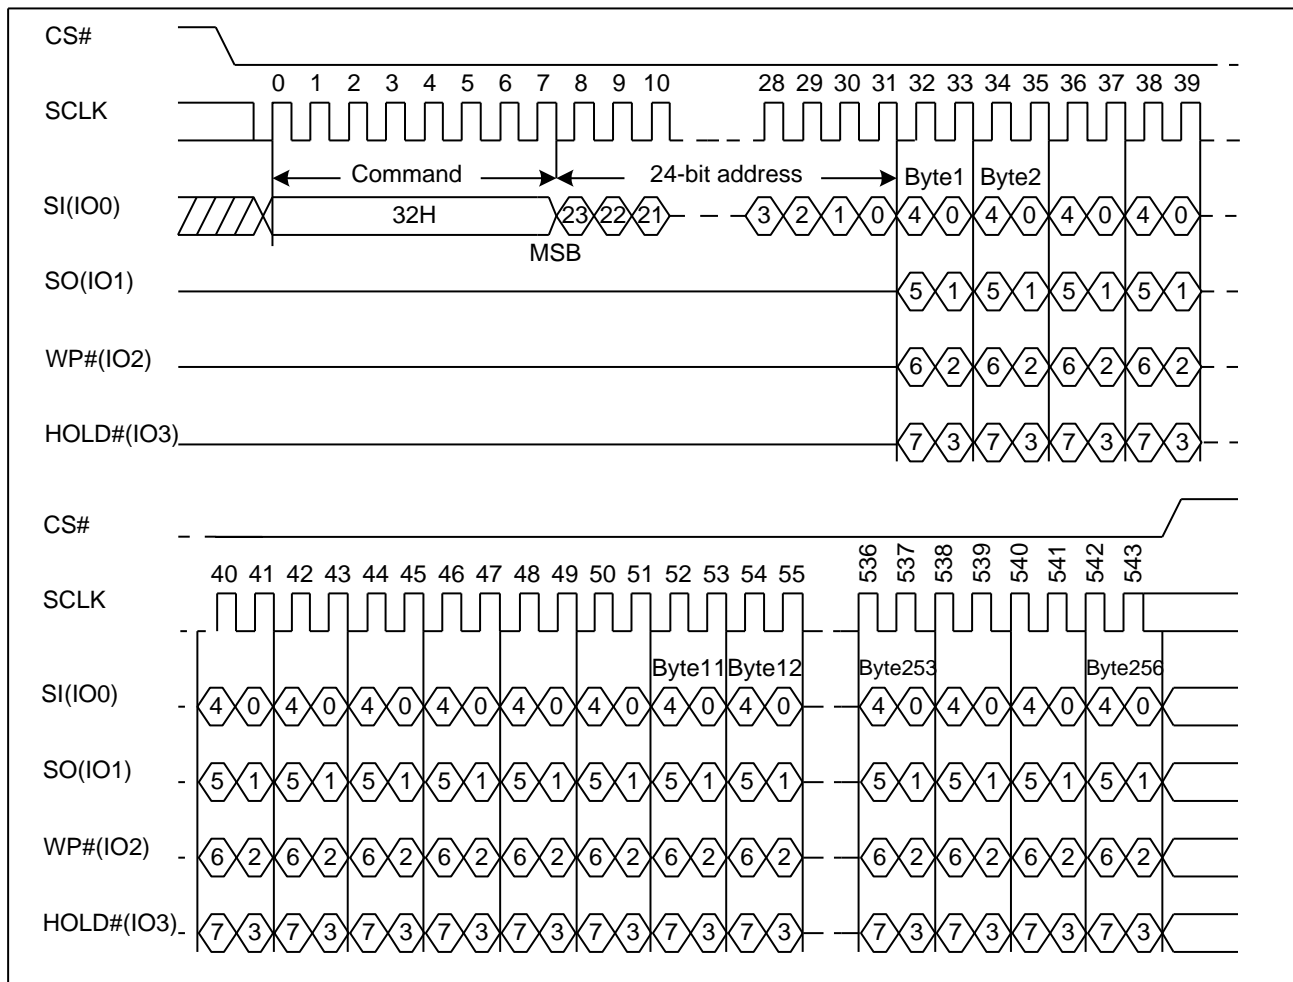 CS#
0 1 2 3 4 5 6 7 8 9 10 28 29 30 31 32 33 34 35 36 37 38 39
SCLK
Command 24-bit address Byte1 Byte2
SI(IO0) 32H 23 22 21 3 2 1 0 4 0 4 0 4 0 4 0
MSB
SO(IO1) 5 1 5 1 5 1 5 1
WP#(IO2) 6 2 6 2 6 2 6 2
HOLD#(IO3) 7 3 7 3 7 3 7 3
CS#
40 41 42 43 44 45 46 47 48 49 50 51 52 53 54 55 536 537 538 539 540 541 542 543
SCLK
Byte11 Byte12 Byte253 Byte256
SI(IO0) 4 0 4 0 4 0 4 0 4 0 4 0 4 0 4 0 4 0 4 0 4 0 4 0
SO(IO1) 5 1 5 1 5 1 5 1 5 1 5 1 5 1 5 1 5 1 5 1 5 1 5 1
WP#(IO2) 6 2 6 2 6 2 6 2 6 2 6 2 6 2 6 2 6 2 6 2 6 2 6 2
HOLD#(IO3) 7 3 7 3 7 3 7 3 7 3 7 3 7 3 7 3 7 3 7 3 7 3 7 3